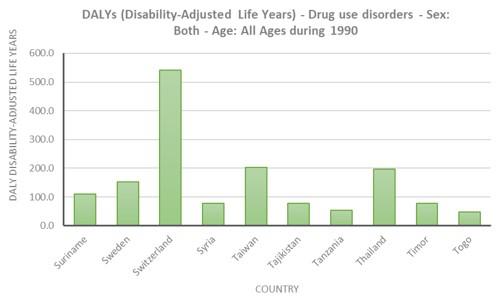 DALYs (Disability-Adjusted Life Years) - Drug use disorders - Sex:
Both - Age: All Ages during 1990
DALY DISABILITY-ADJUSTED LIFE YEARS
600.0
500.0
400.0
300.0
200.0
100.0
0.0
Suriname
Sweden
Switzerland
Syria
Taiwan
Tajikistan
Tanzania
Thailand
Timor
Togo
COUNTRY